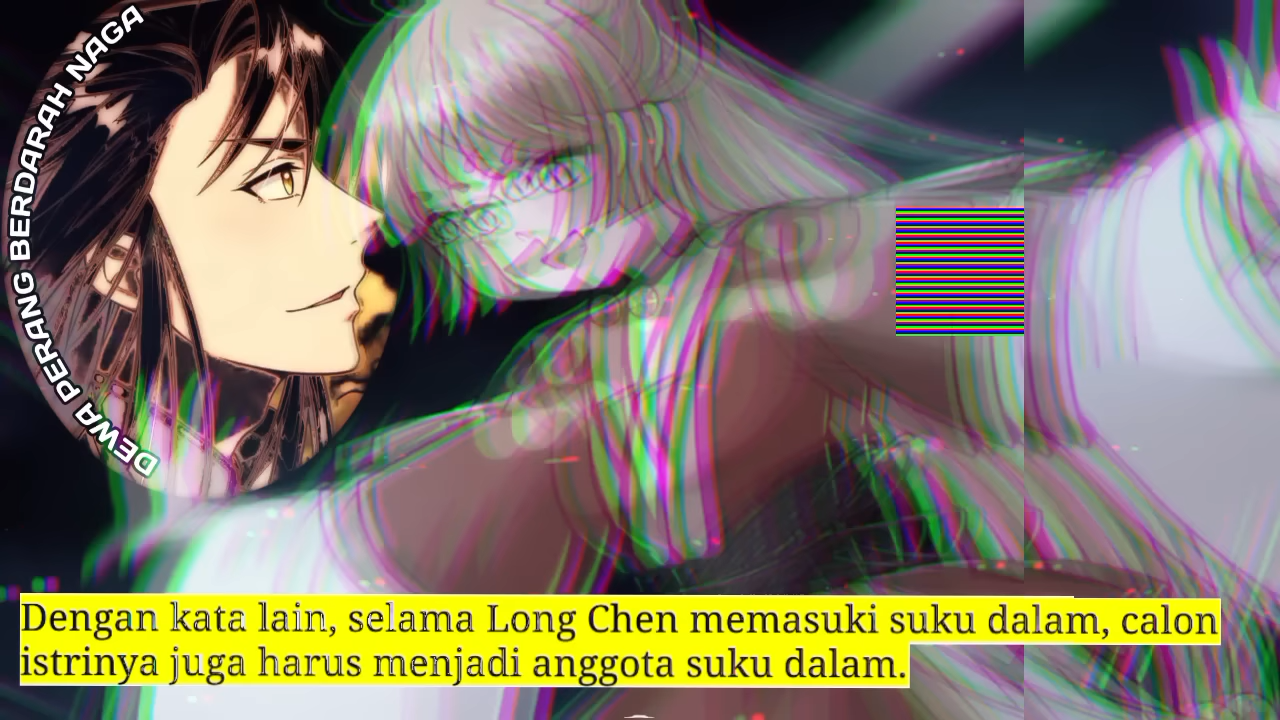 DEWA PERANG BERDARAH NAGA
Dengan kata lain, selama Long Chen memasuki suku dalam, calon
istrinya juga harus menjadi anggota suku dalam.